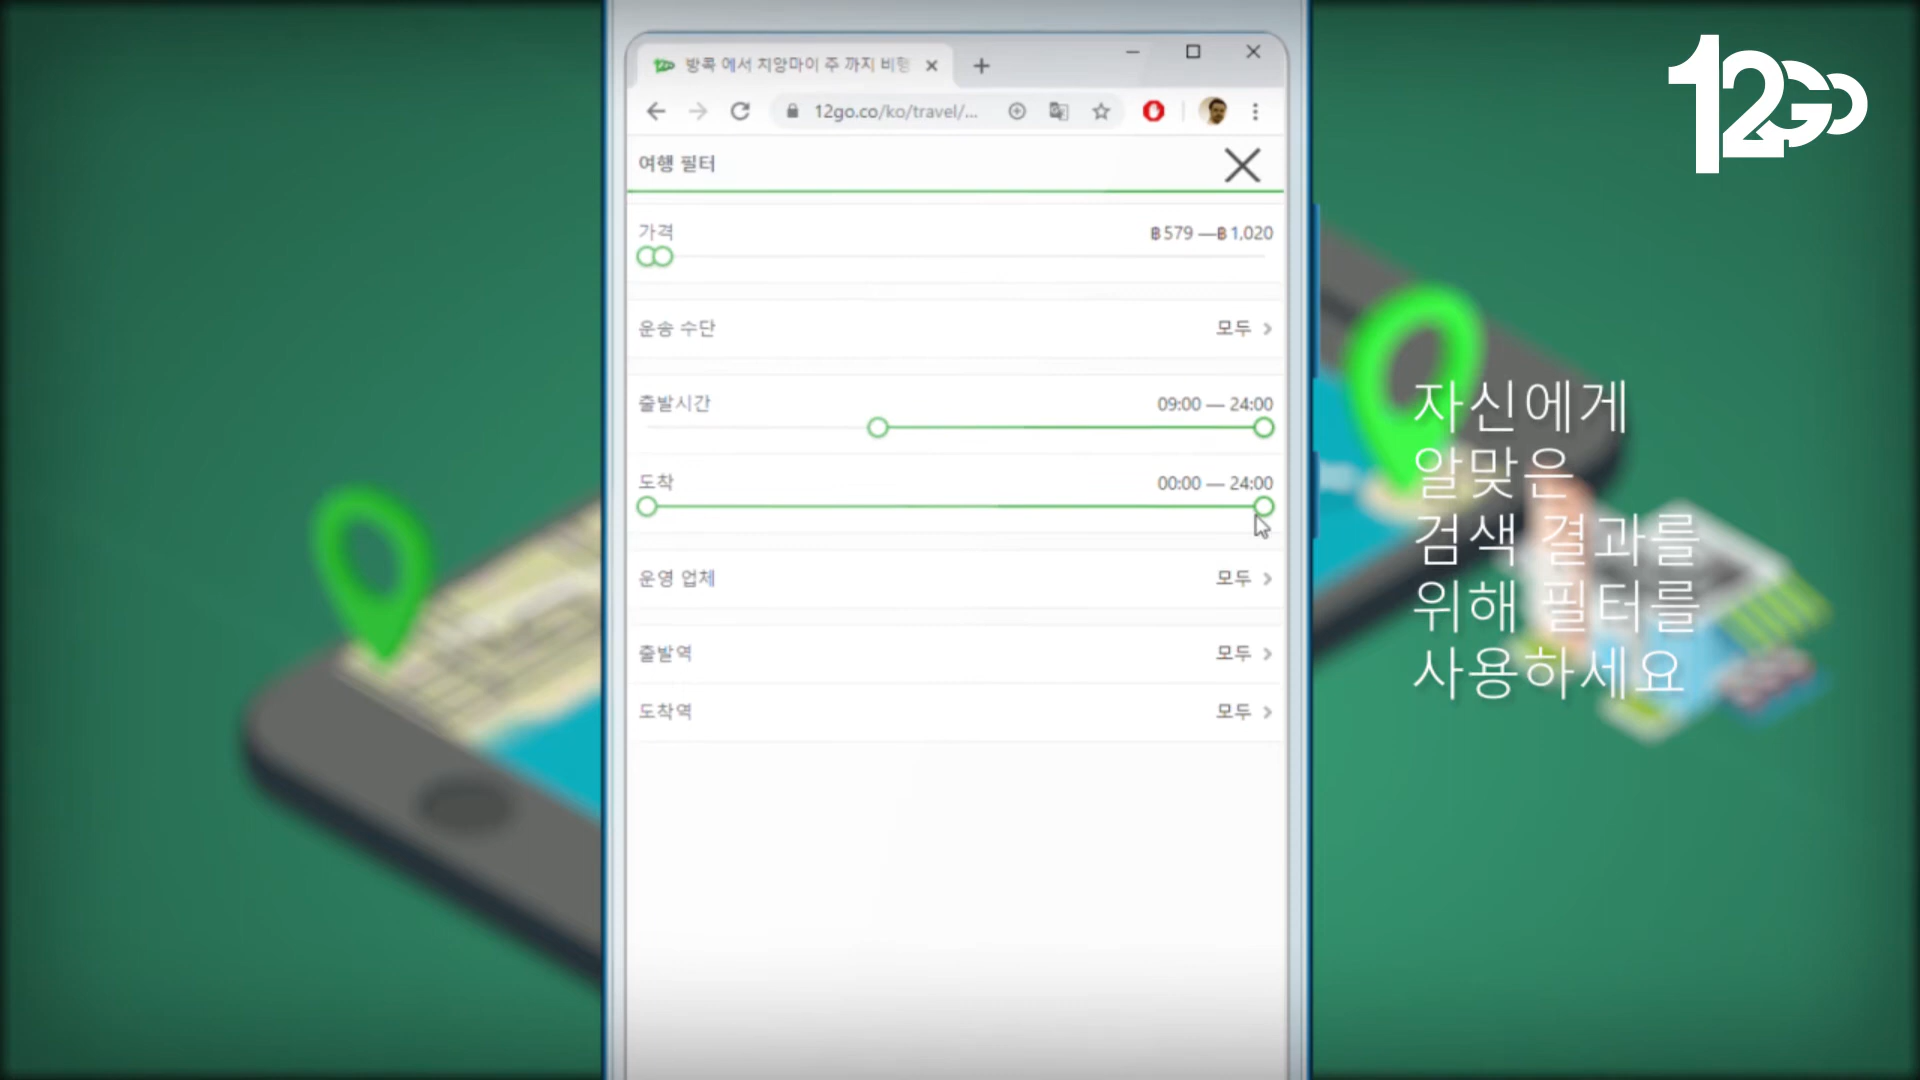 12GO
방콕 에서 치앙마이 주 까지 비행
12go.co/ko/travel/...
여행 필터
가격
฿579 —฿1,020
운송 수단
모두
출발시간
09:00 — 24:00
도착
00:00 — 24:00
운영 업체
모두
출발역
모두
도착역
모두
자신에게
알맞은
검색 결과를
위해 필터를
사용하세요